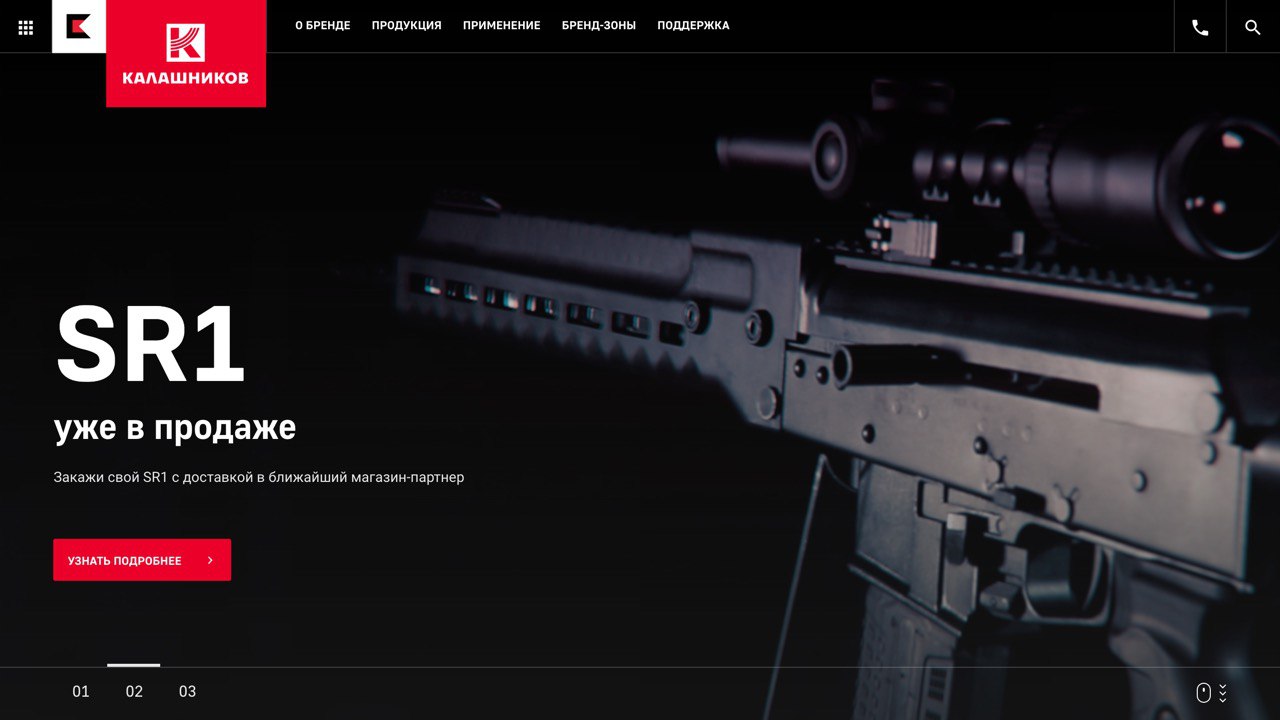 О БРЕНДЕ ПРОДУКЦИЯ ПРИМЕНЕНИЕ БРЕНД-ЗОНЫ ПОДДЕРЖКА
КАЛАШНИКОВ
SR1
уже в продаже
Закажи свой SR1 с доставкой в ближайший магазин-партнер
УЗНАТЬ ПОДРОБНЕЕ
01 02 03